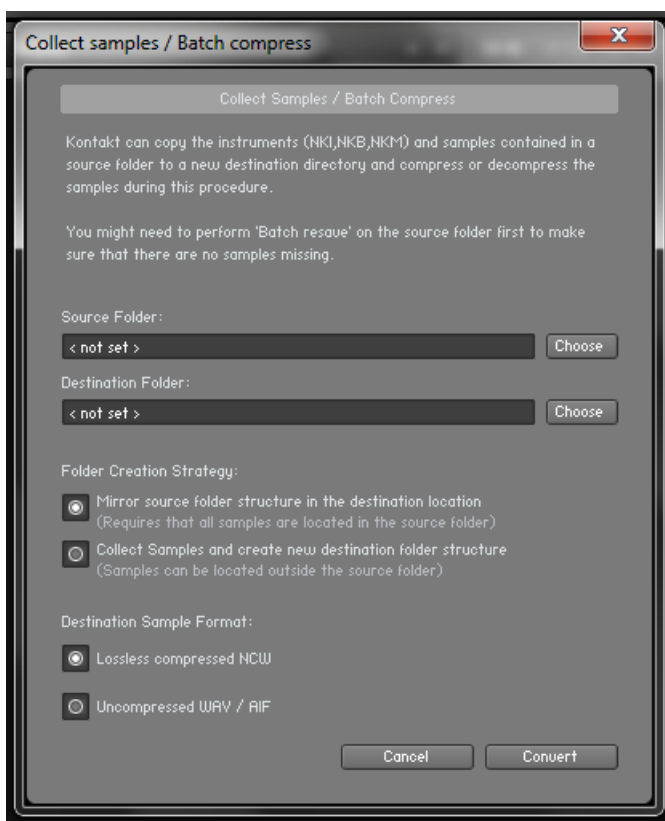 Collect samples / Batch compress
Collect Samples / Batch Compress
Kontakt can copy the instruments (NKI,NKB,NKM) and samples contained in a
source folder to a new destination directory and compress or decompress the
samples during this procedure.
You might need to perform 'Batch resave' on the source folder first to make
sure that there are no samples missing.
Source Folder:
< not set >
Choose
Destination Folder:
< not set >
Choose
Folder Creation Strategy:
Mirror source folder structure in the destination location
(Requires that all samples are located in the source folder)
Collect Samples and create new destination folder structure
(Samples can be located outside the source folder)
Destination Sample Format:
Lossless compressed NCW
Uncompressed WAV / AIF
Cancel
Convert